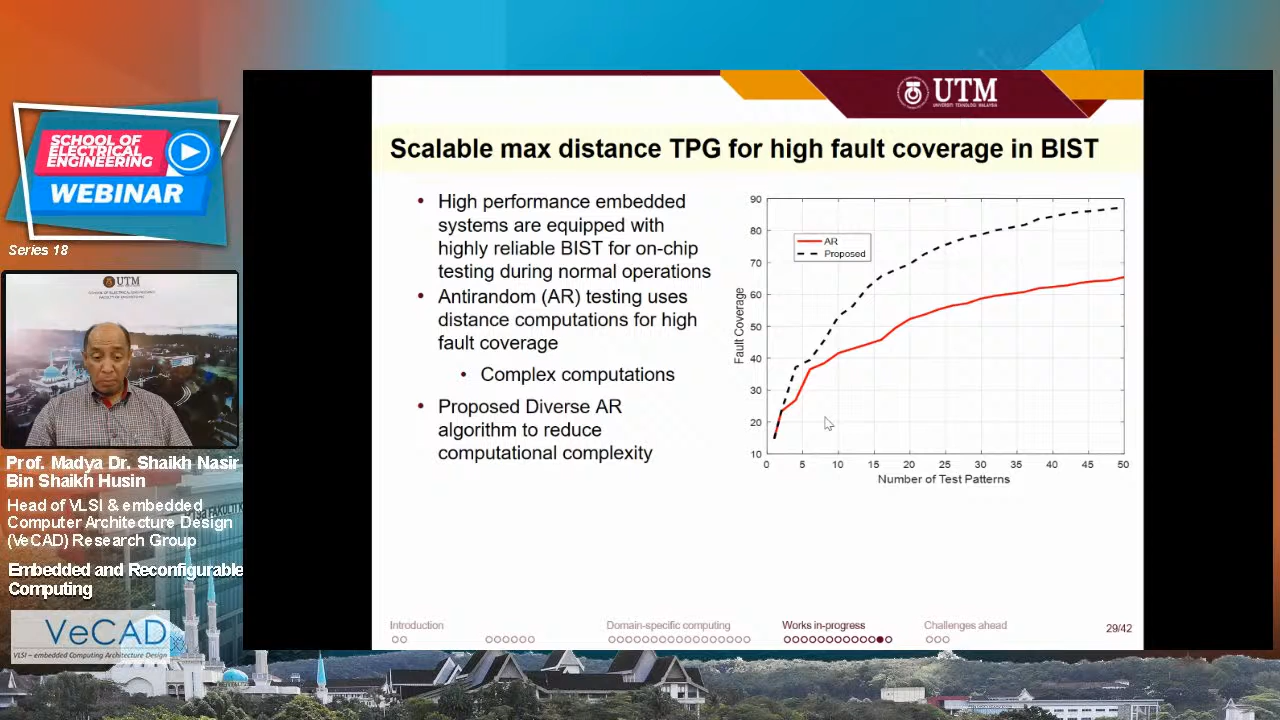 SCHOOL OF
ELECTRICAL
ENGINEERING
WEBINAR
Series 18
UTM
Prof. Madya Dr. Shaikh Nasir
Bin Shaikh Husin
Head of VLSI & embedded
Computer Architecture Design
(VeCAD) Research Group
Embedded and Reconfigurable
Computing
VeCAD
VLSI – embedded Computing Architecture Design
UTM
UNIVERSITI TEKNOLOGI MALAYSIA
Scalable max distance TPG for high fault coverage in BIST
• High performance embedded
systems are equipped with
highly reliable BIST for on-chip
testing during normal operations
• Antirandom (AR) testing uses
distance computations for high
fault coverage
• Complex computations
• Proposed Diverse AR
algorithm to reduce
computational complexity
Fault Coverage
90
80
70
60
50
40
30
20
10
AR
Proposed
0 5 10 15 20 25 30 35 40 45 50
Number of Test Patterns
Introduction Domain-specific computing Works in-progress Challenges ahead
29/42